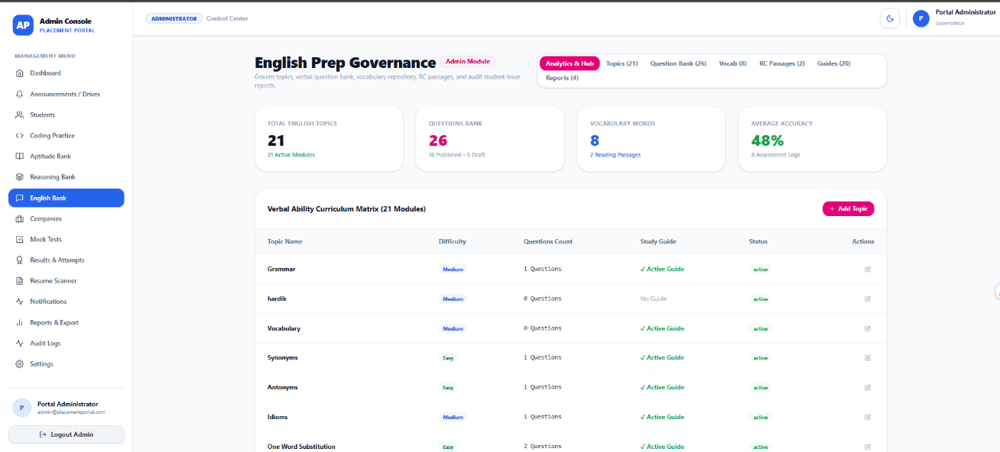 AP
Admin Console
PLACEMENT PORTAL
MANAGEMENT MENU
Dashboard
Announcements / Drives
Students
Coding Practice
Aptitude Bank
Reasoning Bank
English Bank
Companies
Mock Tests
Results & Attempts
Resume Scanner
Notifications
Reports & Export
Audit Logs
Settings
P
Portal Administrator
admin@placementportal.com
Logout Admin
ADMINISTRATOR Control Center
P
Portal Administrator
Superadmin
English Prep Governance Admin Module
Govern topics, verbal question bank, vocabulary repository, RC passages, and audit student issue
reports.
Analytics & Hub Topics (21) Question Bank (26) Vocab (8) RC Passages (2) Guides (20)
Reports (4)
TOTAL ENGLISH TOPICS
21
21 Active Modules
QUESTIONS BANK
26
16 Published • 0 Draft
VOCABULARY WORDS
8
2 Reading Passages
AVERAGE ACCURACY
48%
8 Assessment Logs
Verbal Ability Curriculum Matrix (21 Modules)
+ Add Topic
Topic Name Difficulty Questions Count Study Guide Status Actions
Grammar Medium 1 Questions ✓ Active Guide active
hardik Medium 0 Questions No Guide active
Vocabulary Medium 0 Questions ✓ Active Guide active
Synonyms Easy 1 Questions ✓ Active Guide active
Antonyms Easy 1 Questions ✓ Active Guide active
Idioms Medium 1 Questions ✓ Active Guide active
One Word Substitution Easy 2 Questions ✓ Active Guide active